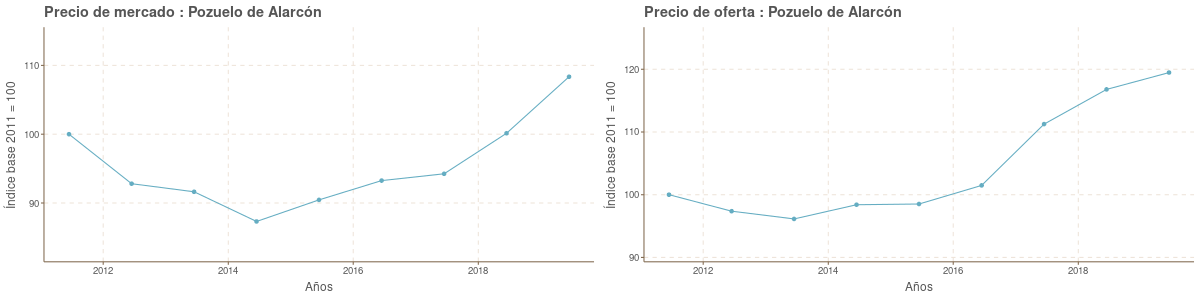 Precio de mercado : Pozuelo de Alarcón
Índice base 2011 = 100
110
100
90
2012
2014
2016
2018
Años
Precio de oferta : Pozuelo de Alarcón
Índice base 2011 = 100
120
110
100
90
2012
2014
2016
2018
Años